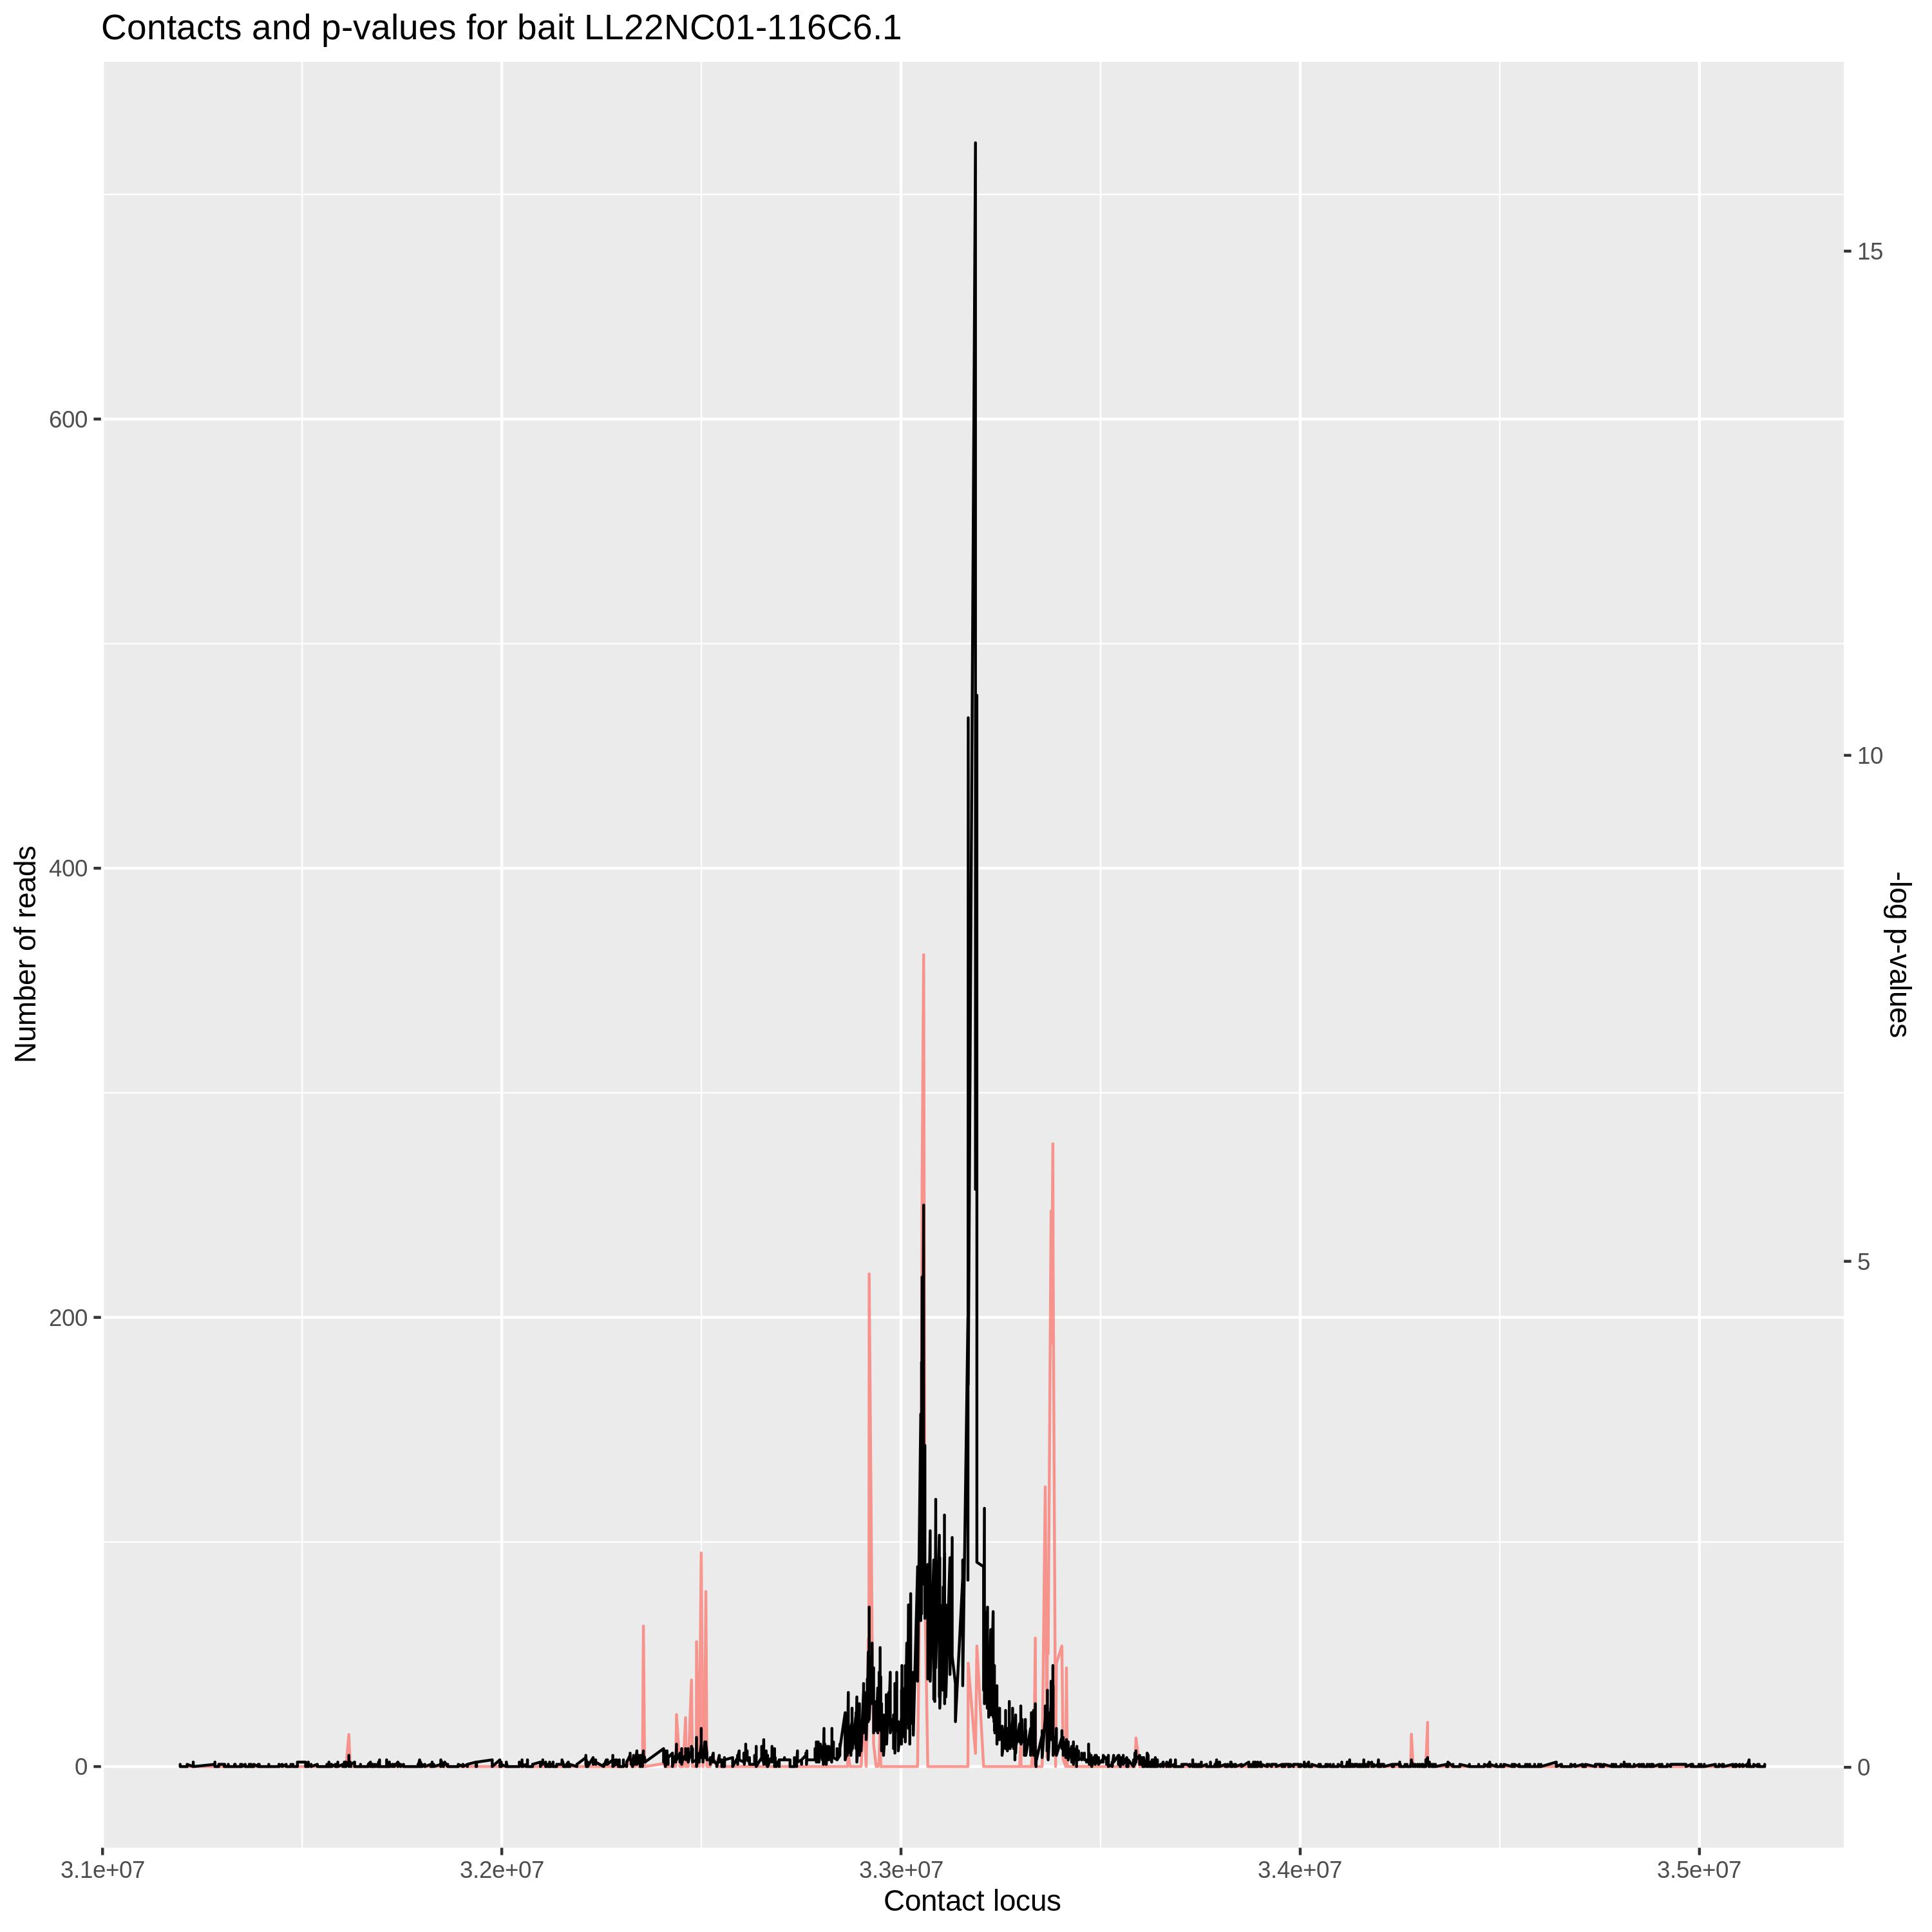 Contacts and p-values for bait LL22NC01-116C6.1
Number of reads
600
400
200
0
15
10
5
0
-log p-values
3.1e+07
3.2e+07
3.3e+07
3.4e+07
3.5e+07
Contact locus